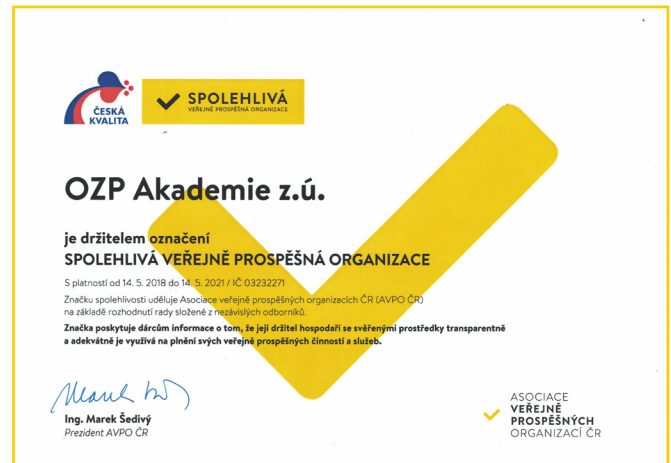 ČESKÁ
KVALITA
SPOLEHLIVÁ
VEŘEJNĚ PROSPĚŠNÁ ORGANIZACE
OZP Akademie z.ú.
je držitelem označení
SPOLEHLIVÁ VEŘEJNĚ PROSPĚŠNÁ ORGANIZACE
S platností od 14. 5. 2018 do 14. 5. 2021 / IČ 03232271
Značku spolehlivosti uděluje Asociace veřejně prospěšných organizacích ČR (AVPO ČR)
na základě rozhodnutí rady složené z nezávislých odborníků.
Značka poskytuje dárcům informace o tom, že její držitel hospodaří se svěřenými prostředky transparentně
a adekvátně je využívá na plnění svých veřejně prospěšných činností a služeb.
Ing. Marek Šedivý
Prezident AVPO ČR
ASOCIACE
VEŘEJNĚ
PROSPĚŠNÝCH
ORGANIZACÍ ČR